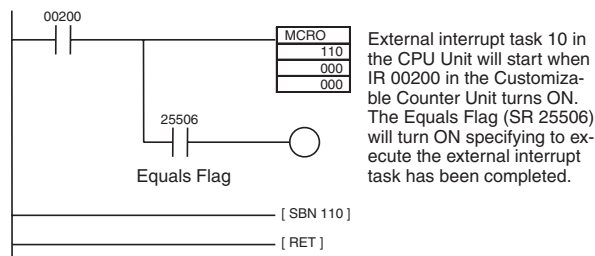 00200
MCRO
110
000
000
25506
Equals Flag
[ SBN 110 ]
[ RET ]
External interrupt task 10 in
the CPU Unit will start when
IR 00200 in the Customiza-
ble Counter Unit turns ON.
The Equals Flag (SR 25506)
will turn ON specifying to ex-
ecute the external interrupt
task has been completed.